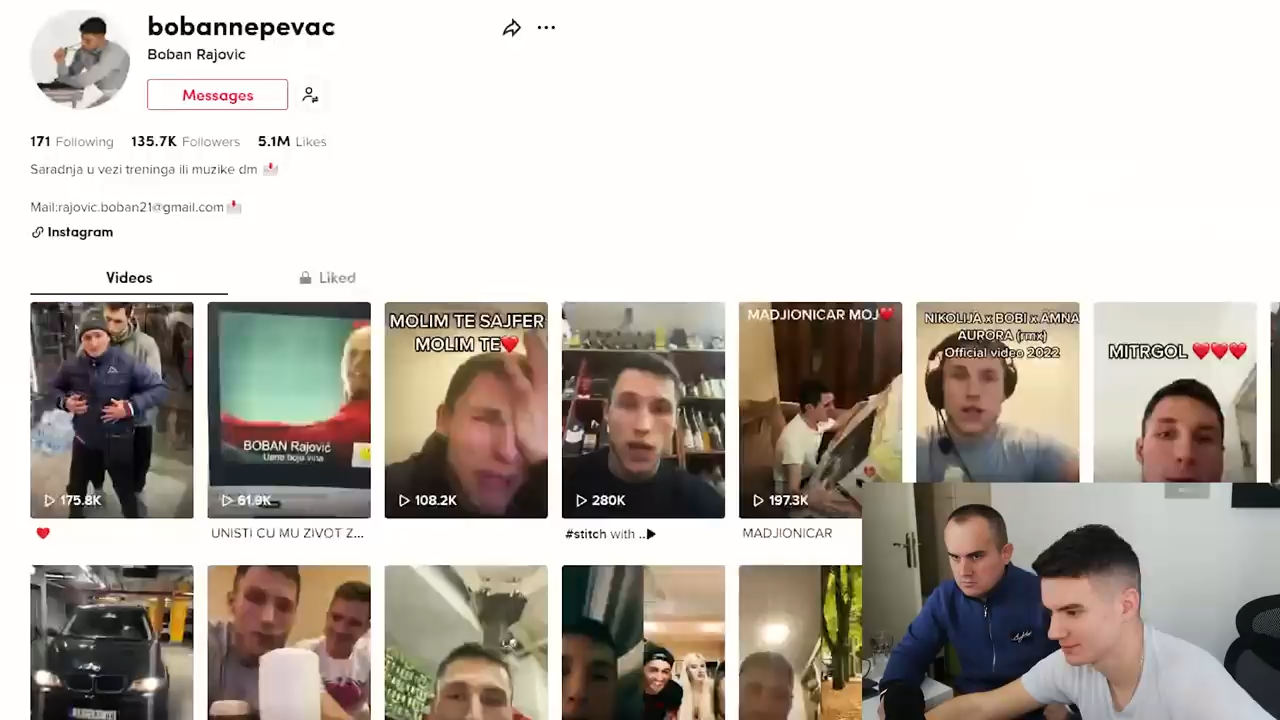 bobannepevac
Boban Rajovic
Messages
171 Following 135.7K Followers 5.1M Likes
Saradnja u vezi treninga ili muzike dm
Mail:rajovic.boban21@gmail.com
Instagram
Videos
Liked
MOLIM TE SAJFER
MOLIM TE
MADJIONICAR MOJ
NIKOLIJA x BOBI x AMNA
AURORA (rmx)
Official video 2022
MITRGOL
BOBAN Rajović
Usne boje vina
175.8K
61.9K
108.2K
280K
197.3K
UNISTI CU MU ZIVOT Z...
#stitch with ..
MADJIONICAR